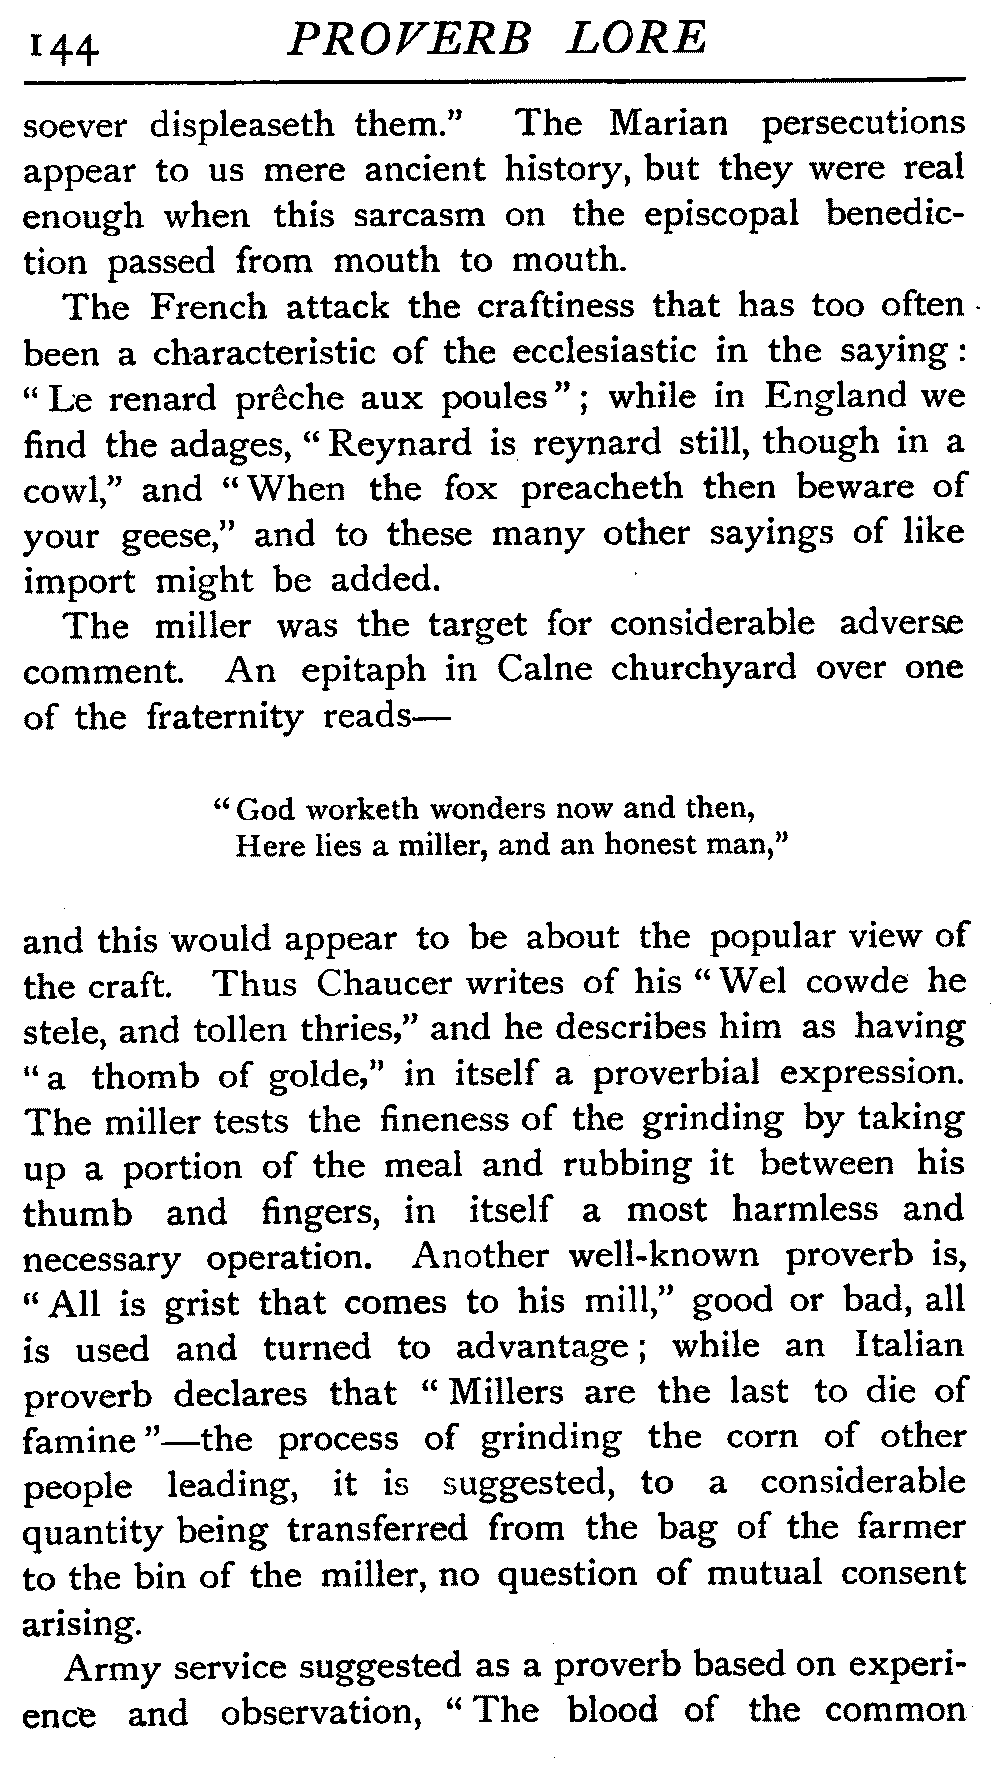 144 PROVERB LORE
soever displeaseth them." The Marian persecutions
appear to us mere ancient history, but they were real
enough when this sarcasm on the episcopal benedic-
tion passed from mouth to mouth.
The French attack the craftiness that has too often
been a characteristic of the ecclesiastic in the saying :
" Le renard prêche aux poules " ; while in England we
find the adages, " Reynard is reynard still, though in a
cowl," and " When the fox preacheth then beware of
your geese," and to these many other sayings of like
import might be added.
The miller was the target for considerable adverse
comment. An epitaph in Calne churchyard over one
of the fraternity reads—
" God worketh wonders now and then,
Here lies a miller, and an honest man,"
and this would appear to be about the popular view of
the craft. Thus Chaucer writes of his " Wel cowde he
stele, and tollen thries," and he describes him as having
" a thomb of golde," in itself a proverbial expression.
The miller tests the fineness of the grinding by taking
up a portion of the meal and rubbing it between his
thumb and fingers, in itself a most harmless and
necessary operation. Another well-known proverb is,
" All is grist that comes to his mill," good or bad, all
is used and turned to advantage ; while an Italian
proverb declares that " Millers are the last to die of
famine "—the process of grinding the corn of other
people leading, it is suggested, to a considerable
quantity being transferred from the bag of the farmer
to the bin of the miller, no question of mutual consent
arising.
Army service suggested as a proverb based on experi-
ence and observation, " The blood of the common